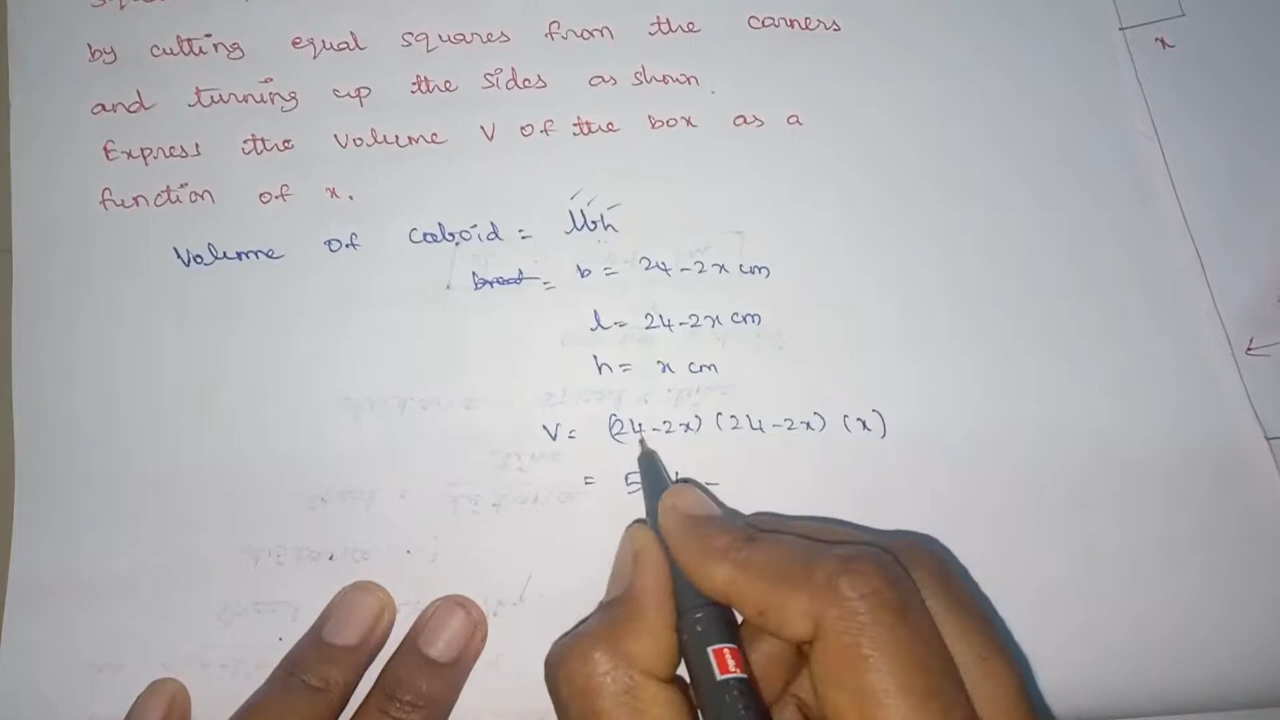 by cutting equal squares from the corners
x
and turning up the sides as shown.
Express the volume V of the box as a
function of x.
Volume of cuboid = lbh
= b = 24-2x cm
l = 24-2x cm
h = x cm
V = (24-2x) (24-2x) (x)
= 5
cello